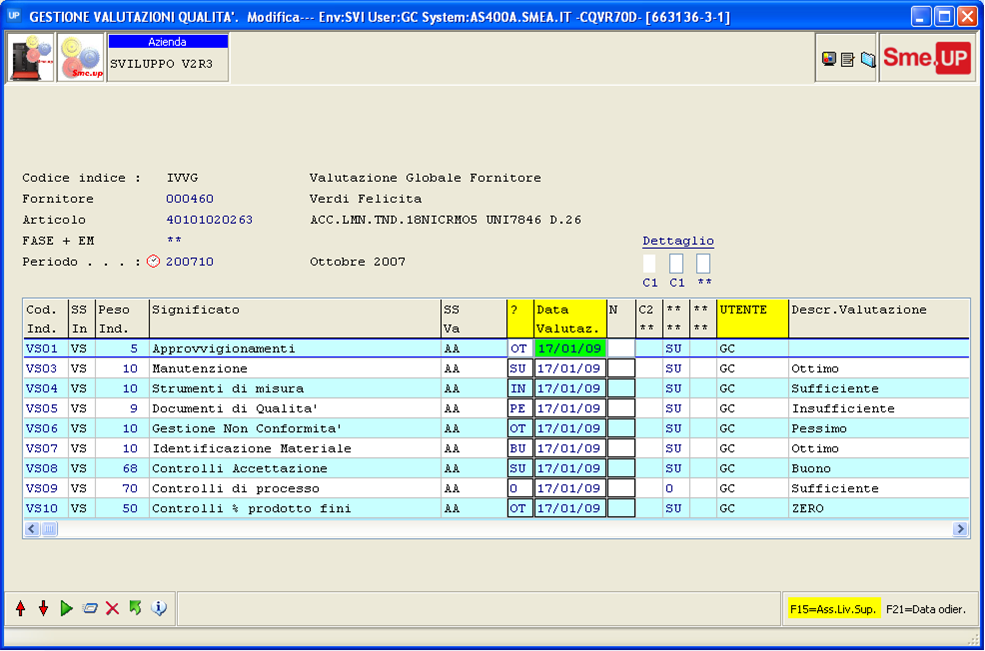 UP GESTIONE VALUTAZIONI QUALITA'. Modifica--- Env:SVI User:GC System:AS400A.SMEA.IT -CQVR70D- [663136-3-1]
Azienda
SVILUPPO V2R3
Sme.up
Sme.UP
Codice indice : IVVG Valutazione Globale Fornitore
Fornitore 000460 Verdi Felicita
Articolo 40101020263 ACC.LMN.TND.18NICRMO5 UNI7846 D.26
FASE + EM **
Dettaglio
Periodo . . . : 200710 Ottobre 2007
C1 C1 **
Cod. SS Peso Significato SS ? Data N C2 ** ** UTENTE Descr.Valutazione
Ind. In Ind. Va Valutaz. ** ** **
VS01 VS 5 Approvvigionamenti AA OT 17/01/09 SU GC
VS03 VS 10 Manutenzione AA SU 17/01/09 SU GC Ottimo
VS04 VS 10 Strumenti di misura AA IN 17/01/09 SU GC Sufficiente
VS05 VS 9 Documenti di Qualita' AA PE 17/01/09 SU GC Insufficiente
VS06 VS 10 Gestione Non Conformita' AA OT 17/01/09 SU GC Pessimo
VS07 VS 10 Identificazione Materiale AA BU 17/01/09 SU GC Ottimo
VS08 VS 68 Controlli Accettazione AA SU 17/01/09 SU GC Buono
VS09 VS 70 Controlli di processo AA 0 17/01/09 0 GC Sufficiente
VS10 VS 50 Controlli % prodotto fini AA OT 17/01/09 SU GC ZERO
F15=Ass.Liv.Sup. F21=Data odier.